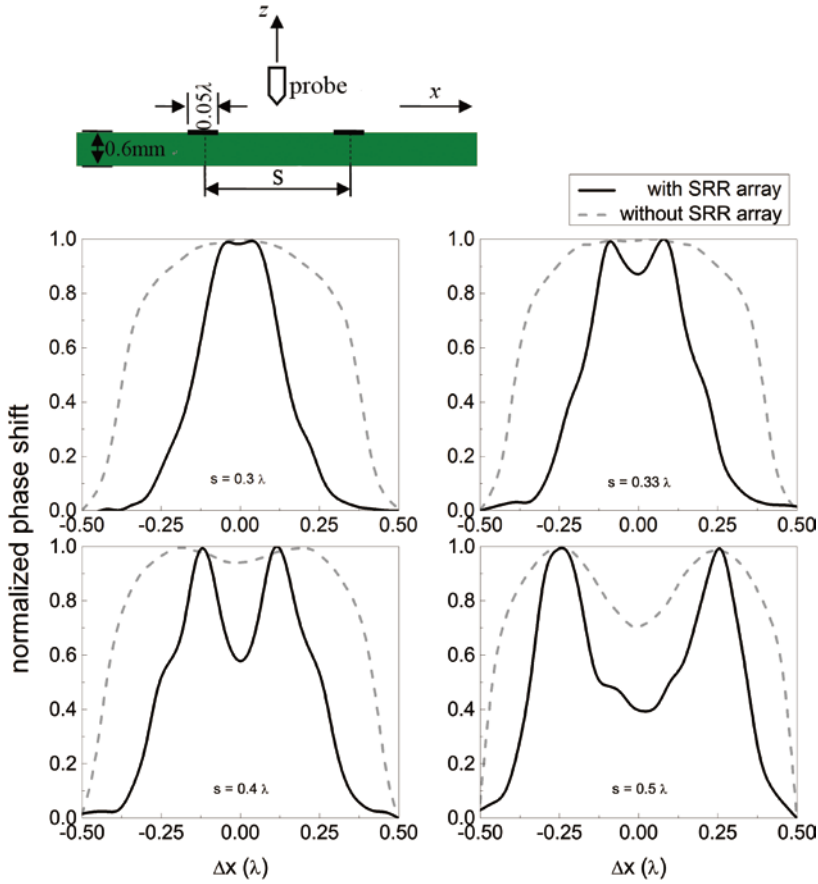 z
probe
x
0.05λ
0.6mm
S
with SRR array
without SRR array
normalized phase shift
1.0
0.8
0.6
0.4
0.2
0.0
s = 0.3 λ
-0.50
-0.25
0.00
0.25
0.50
1.0
0.8
0.6
0.4
0.2
0.0
s = 0.33 λ
-0.50
-0.25
0.00
0.25
0.50
1.0
0.8
0.6
0.4
0.2
0.0
s = 0.4 λ
-0.50
-0.25
0.00
0.25
0.50
Δx (λ)
1.0
0.8
0.6
0.4
0.2
0.0
s = 0.5 λ
-0.50
-0.25
0.00
0.25
0.50
Δx (λ)